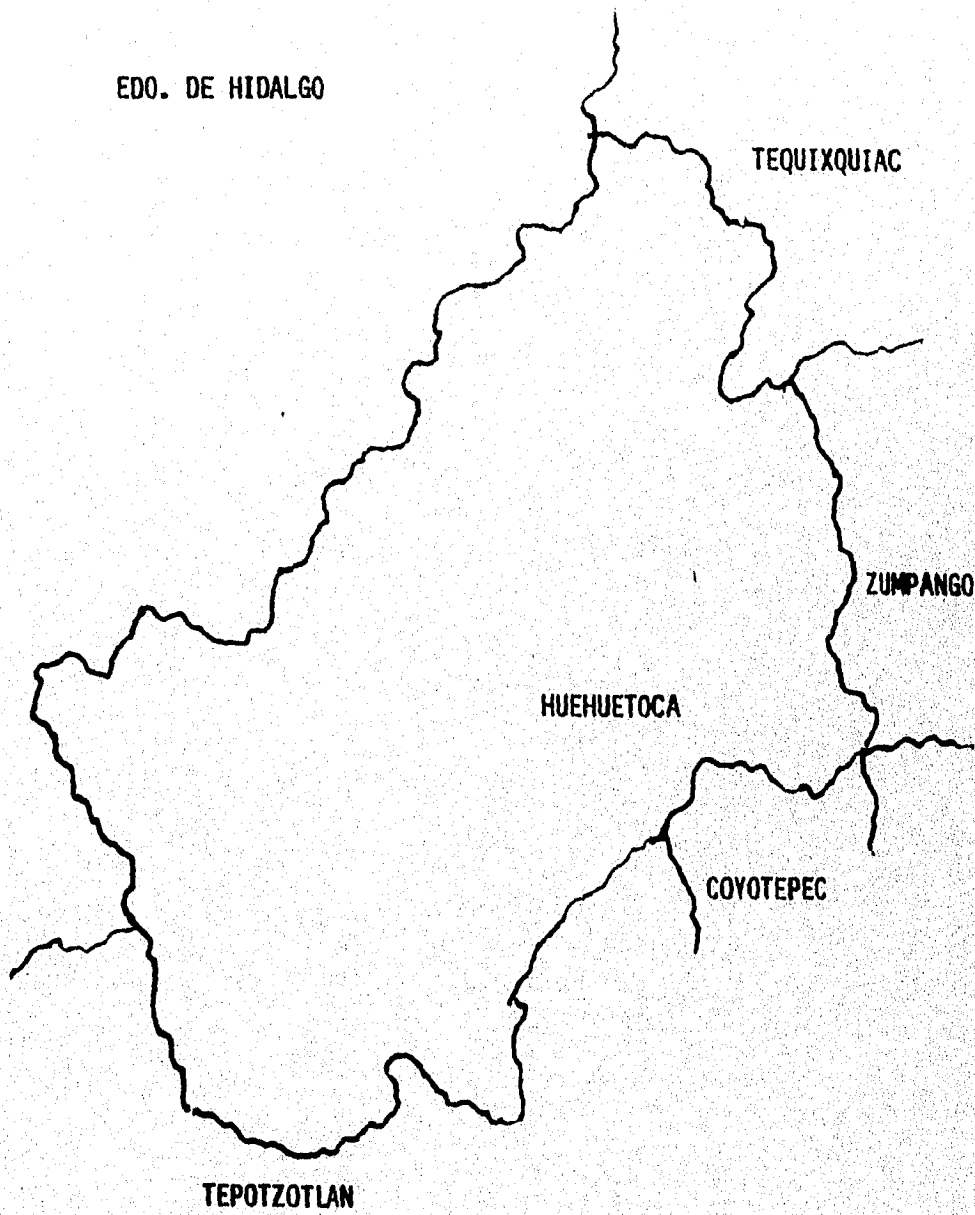 EDO. DE HIDALGO
TEQUIXQUIAC
ZUMPANGO
HUEHUETOCA
COYOTEPEC
TEPOTZOTLAN